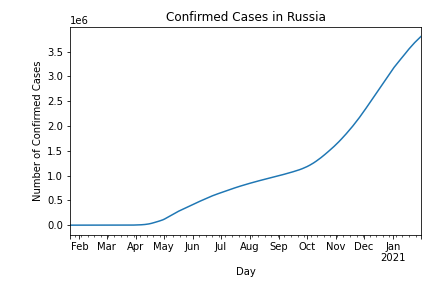 Confirmed Cases in Russia
1e6
3.5
3.0
2.5
2.0
1.5
1.0
0.5
0.0
Number of Confirmed Cases
Feb Mar Apr May Jun Jul Aug Sep Oct Nov Dec Jan
2021
Day